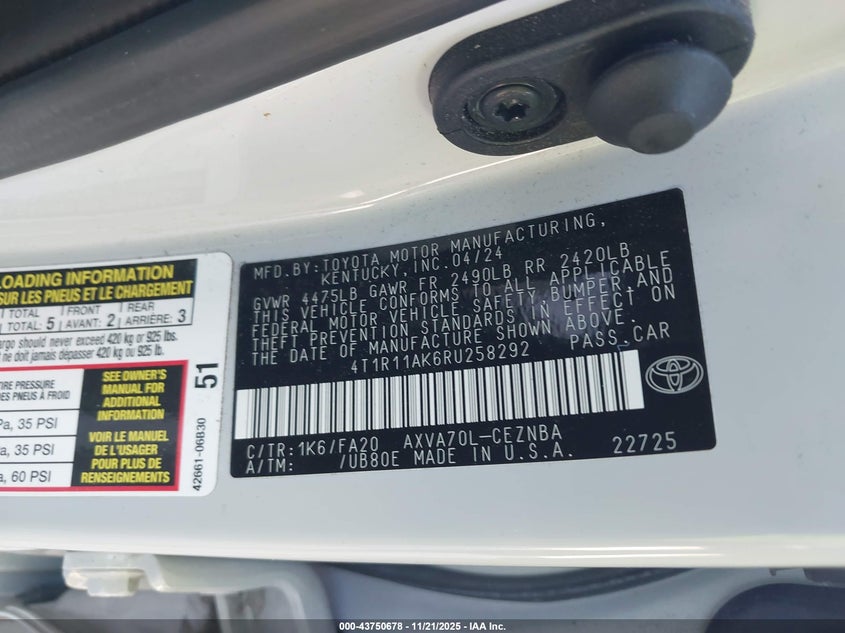 LOADING INFORMATION
SUR LES PNEUS ET LE CHARGEMENT
TOTAL FRONT REAR
TOTAL: 5 AVANT: 2 ARRIÈRE: 3
cargo should never exceed 420 kg or 925 lbs.
ne doit jamais dépasser 420 kg ou 925 lb.
TIRE PRESSURE
DES PNEUS À FROID
Pa, 35 PSI
a, 35 PSI
a, 60 PSI
SEE OWNER'S
MANUAL FOR
ADDITIONAL
INFORMATION
VOIR LE MANUEL
DE L'USAGER
POUR PLUS DE
RENSEIGNEMENTS
51
42661-06B30
MFD.BY:TOYOTA MOTOR MANUFACTURING,
KENTUCKY,INC.04/24
GVWR 4475LB GAWR FR 2490LB RR 2420LB
THIS VEHICLE CONFORMS TO ALL APPLICABLE
FEDERAL MOTOR VEHICLE SAFETY,BUMPER,AND
THEFT PREVENTION STANDARDS IN EFFECT ON
THE DATE OF MANUFACTURE SHOWN ABOVE.
4T1R11AK6RU258292 PASS.CAR
C/TR:1K6/FA20 AXVA70L-CEZNBA
A/TM: /UB80E MADE IN U.S.A. 22725
000-43750678 - 11/21/2025 - IAA Inc.